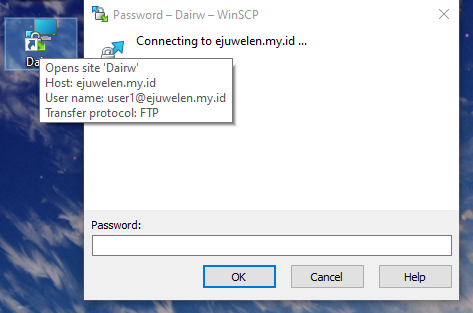 Password – Dairw – WinSCP
Connecting to ejuwelen.my.id ...
Opens site 'Dairw'
Host: ejuwelen.my.id
User name: user1@ejuwelen.my.id
Transfer protocol: FTP
Password:
OK
Cancel
Help